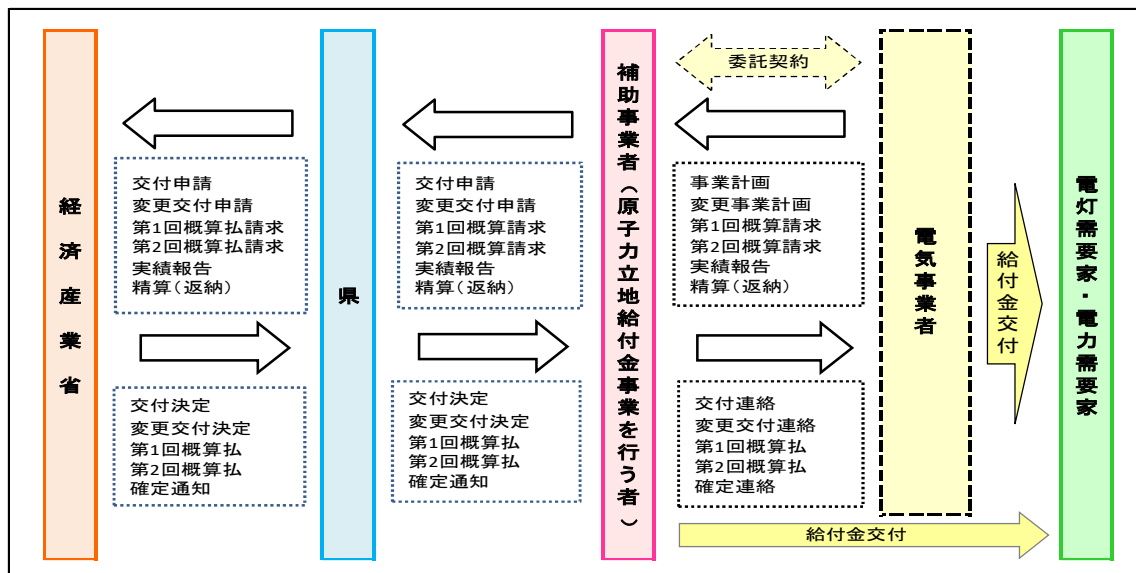 経済産業省
交付申請
変更交付申請
第1回概算払請求
第2回概算払請求
実績報告
精算(返納)
交付決定
変更交付決定
第1回概算払
第2回概算払
確定通知
県
交付申請
変更交付申請
第1回概算請求
第2回概算請求
実績報告
精算(返納)
交付決定
変更交付決定
第1回概算払
第2回概算払
確定通知
補助事業者(原子力立地給付金事業を行う者)
委託契約
事業計画
変更事業計画
第1回概算請求
第2回概算請求
実績報告
精算(返納)
交付連絡
変更交付連絡
第1回概算払
第2回概算払
確定連絡
電気事業者
給付金交付
給付金交付
電灯需要家・電力需要家